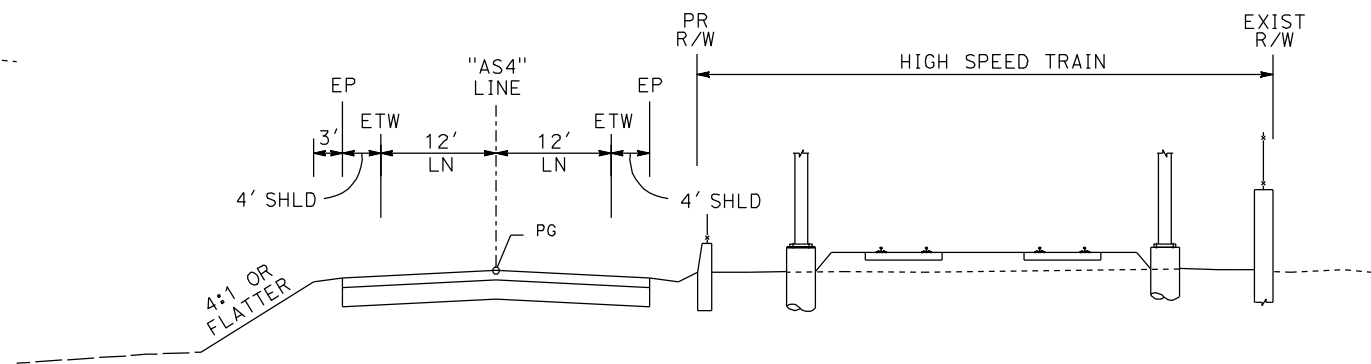 PR
R/W
EXIST
R/W
HIGH SPEED TRAIN
"AS4"
LINE
EP
EP
ETW
ETW
3'
12'
LN
12'
LN
4' SHLD
4' SHLD
PG
4:1 OR
FLATTER